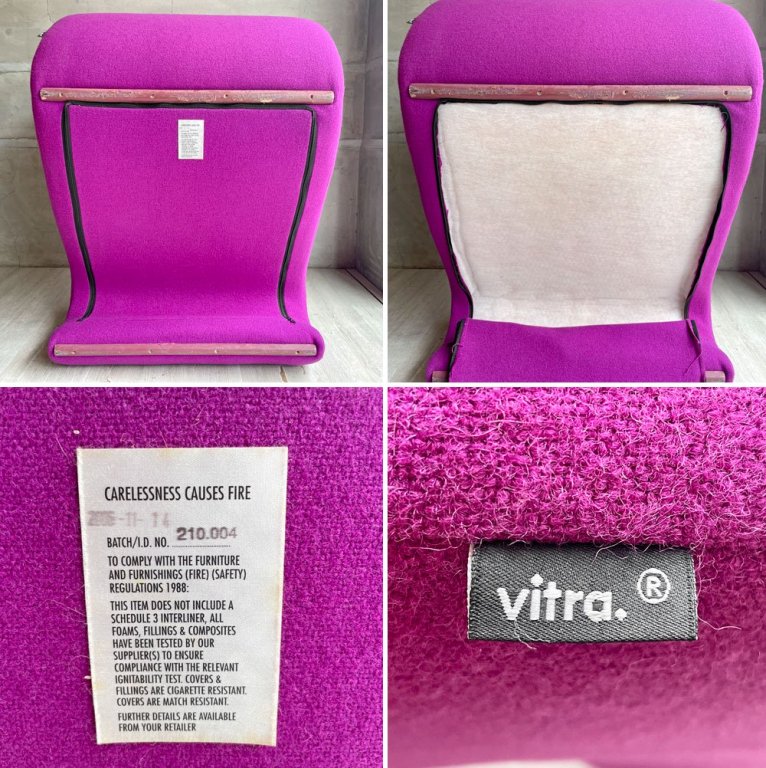 CARELESSNESS CAUSES FIRE
-11-14
BATCH/I.D. NO. 210.004
TO COMPLY WITH THE FURNITURE
AND FURNISHINGS (FIRE) (SAFETY)
REGULATIONS 1988:
THIS ITEM DOES NOT INCLUDE A
SCHEDULE 3 INTERLINER, ALL
FOAMS, FILLINGS & COMPOSITES
HAVE BEEN TESTED BY OUR
SUPPLIER(S) TO ENSURE
COMPLIANCE WITH THE RELEVANT
IGNITABILITY TEST. COVERS &
FILLINGS ARE CIGARETTE RESISTANT.
COVERS ARE MATCH RESISTANT.
FURTHER DETAILS ARE AVAILABLE
FROM YOUR RETAILER
vitra.®